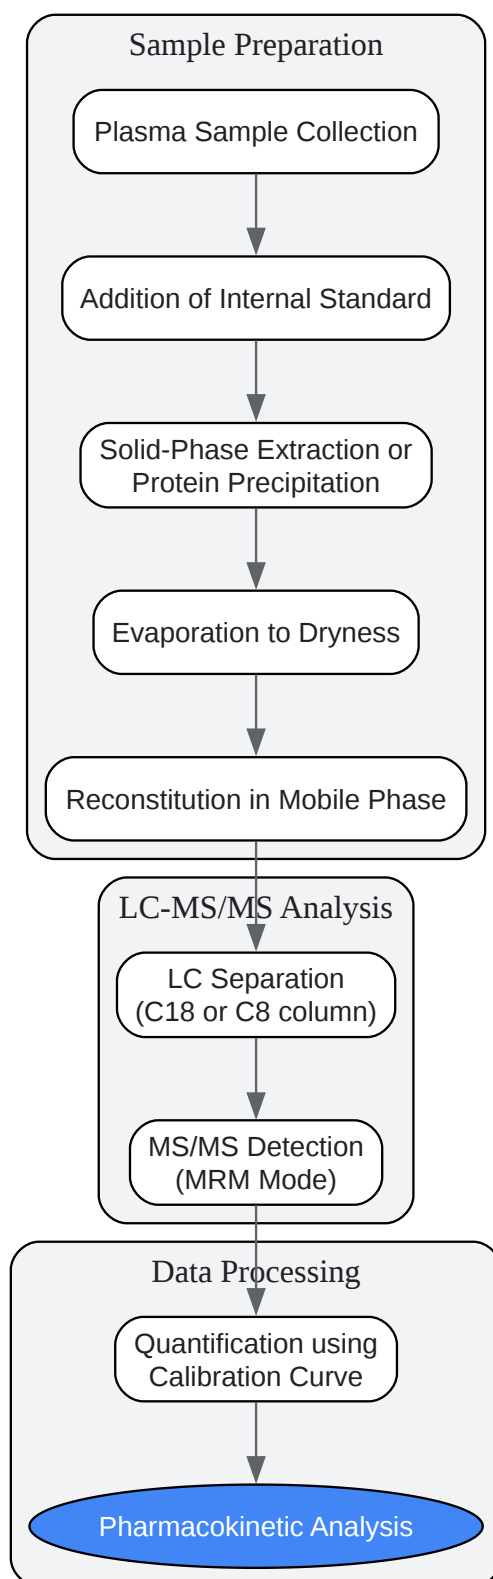 Sample Preparation
Plasma Sample Collection
Addition of Internal Standard
Solid-Phase Extraction or
Protein Precipitation
Evaporation to Dryness
Reconstitution in Mobile Phase
LC-MS/MS Analysis
LC Separation
(C18 or C8 column)
MS/MS Detection
(MRM Mode)
Data Processing
Quantification using
Calibration Curve
Pharmacokinetic Analysis